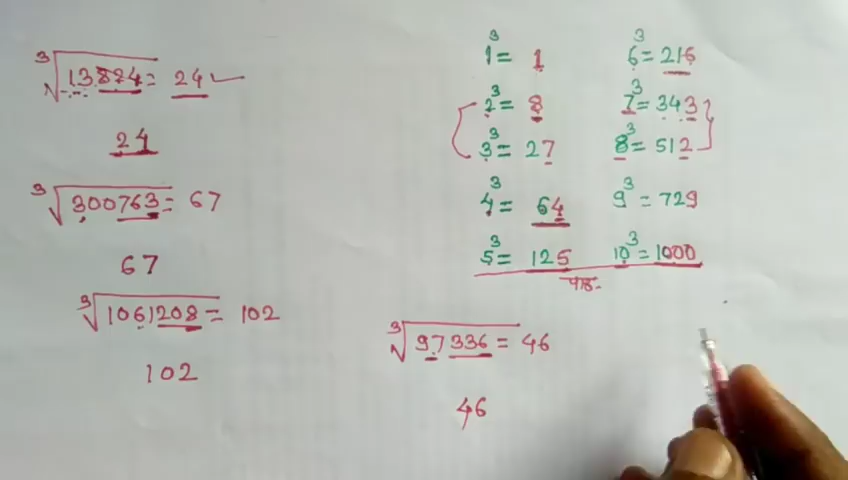 ∛13824 = 24 ✓
24
∛300763 = 67
67
∛1061208 = 102
102
1³ = 1
2³ = 8
3³ = 27
4³ = 64
5³ = 125
6³ = 216
7³ = 343
8³ = 512
9³ = 729
10³ = 1000
∛97336 = 46
46